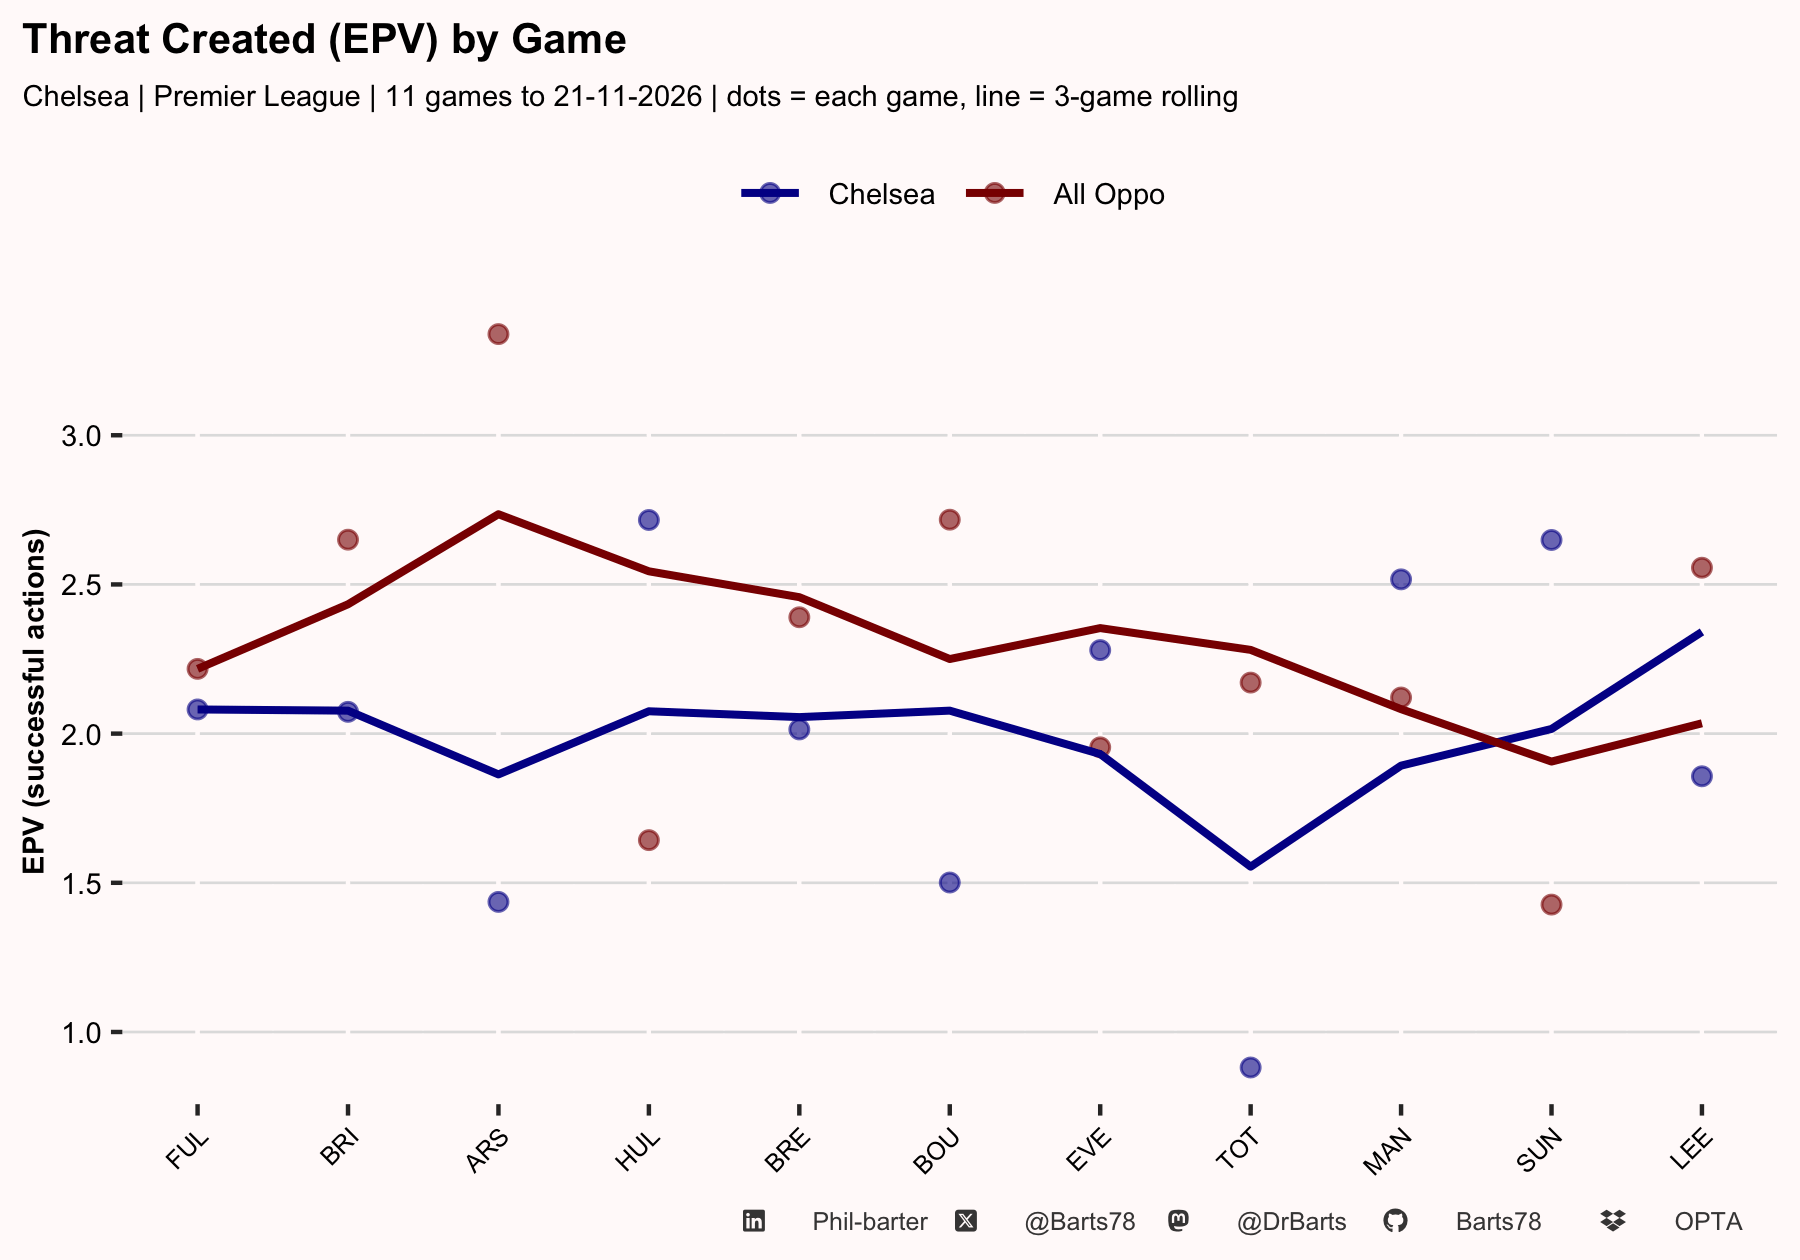 Threat Created (EPV) by Game
Chelsea | Premier League | 11 games to 21-11-2026 | dots = each game, line = 3-game rolling
Chelsea All Oppo
EPV (successful actions)
3.0
2.5
2.0
1.5
1.0
FUL BRI ARS HUL BRE BOU EVE TOT MAN SUN LEE
Phil-barter @Barts78 @DrBarts Barts78 OPTA